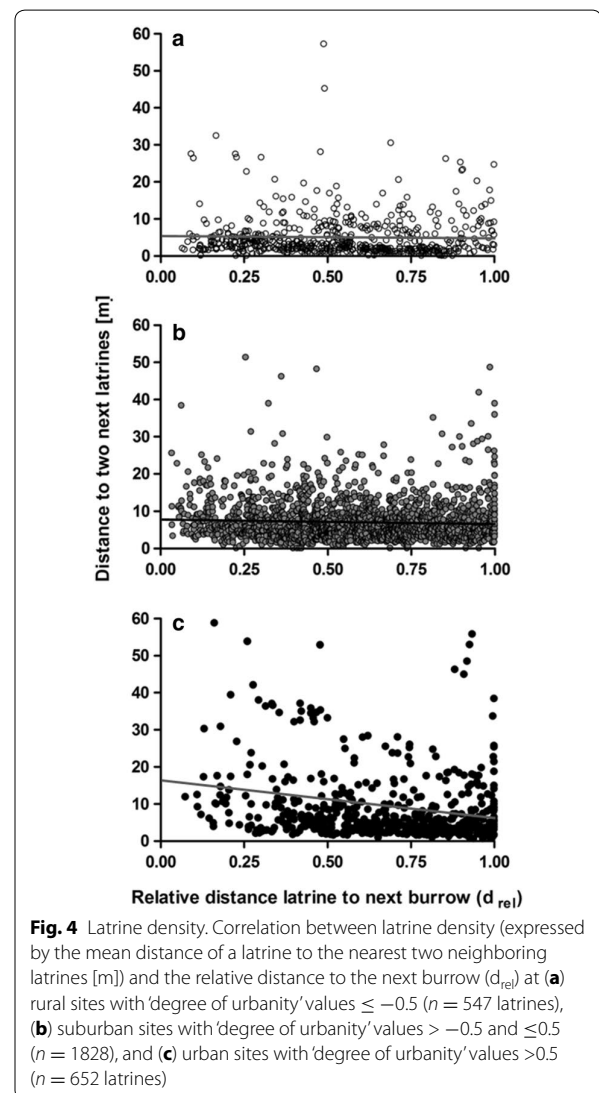 a
60
50
40
30
20
10
0
0.00 0.25 0.50 0.75 1.00
Distance to two next latrines [m]
b
60
50
40
30
20
10
0
0.00 0.25 0.50 0.75 1.00
c
60
50
40
30
20
10
0
0.00 0.25 0.50 0.75 1.00
Relative distance latrine to next burrow (d rel)
Fig. 4 Latrine density. Correlation between latrine density (expressed
by the mean distance of a latrine to the nearest two neighboring
latrines [m]) and the relative distance to the next burrow (drel) at (a)
rural sites with ‘degree of urbanity’ values ≤ −0.5 (n = 547 latrines),
(b) suburban sites with ‘degree of urbanity’ values > −0.5 and ≤0.5
(n = 1828), and (c) urban sites with ‘degree of urbanity’ values >0.5
(n = 652 latrines)